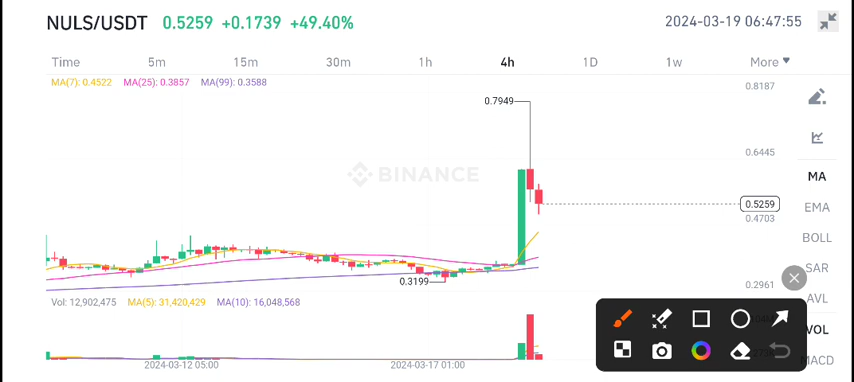 NULS/USDT 0.5259 +0.1739 +49.40% 2024-03-19 06:47:55
Time 5m 15m 30m 1h 4h 1D 1w More
MA(7): 0.4522 MA(25): 0.3857 MA(99): 0.3588
0.8187
0.7949
0.6445
BINANCE
MA
0.5259
EMA
0.4703
BOLL
SAR
0.3199
0.2961
AVL
Vol: 12,902,475 MA(5): 31,420,429 MA(10): 16,048,568
VOL
MACD
2024-03-12 05:00 2024-03-17 01:00